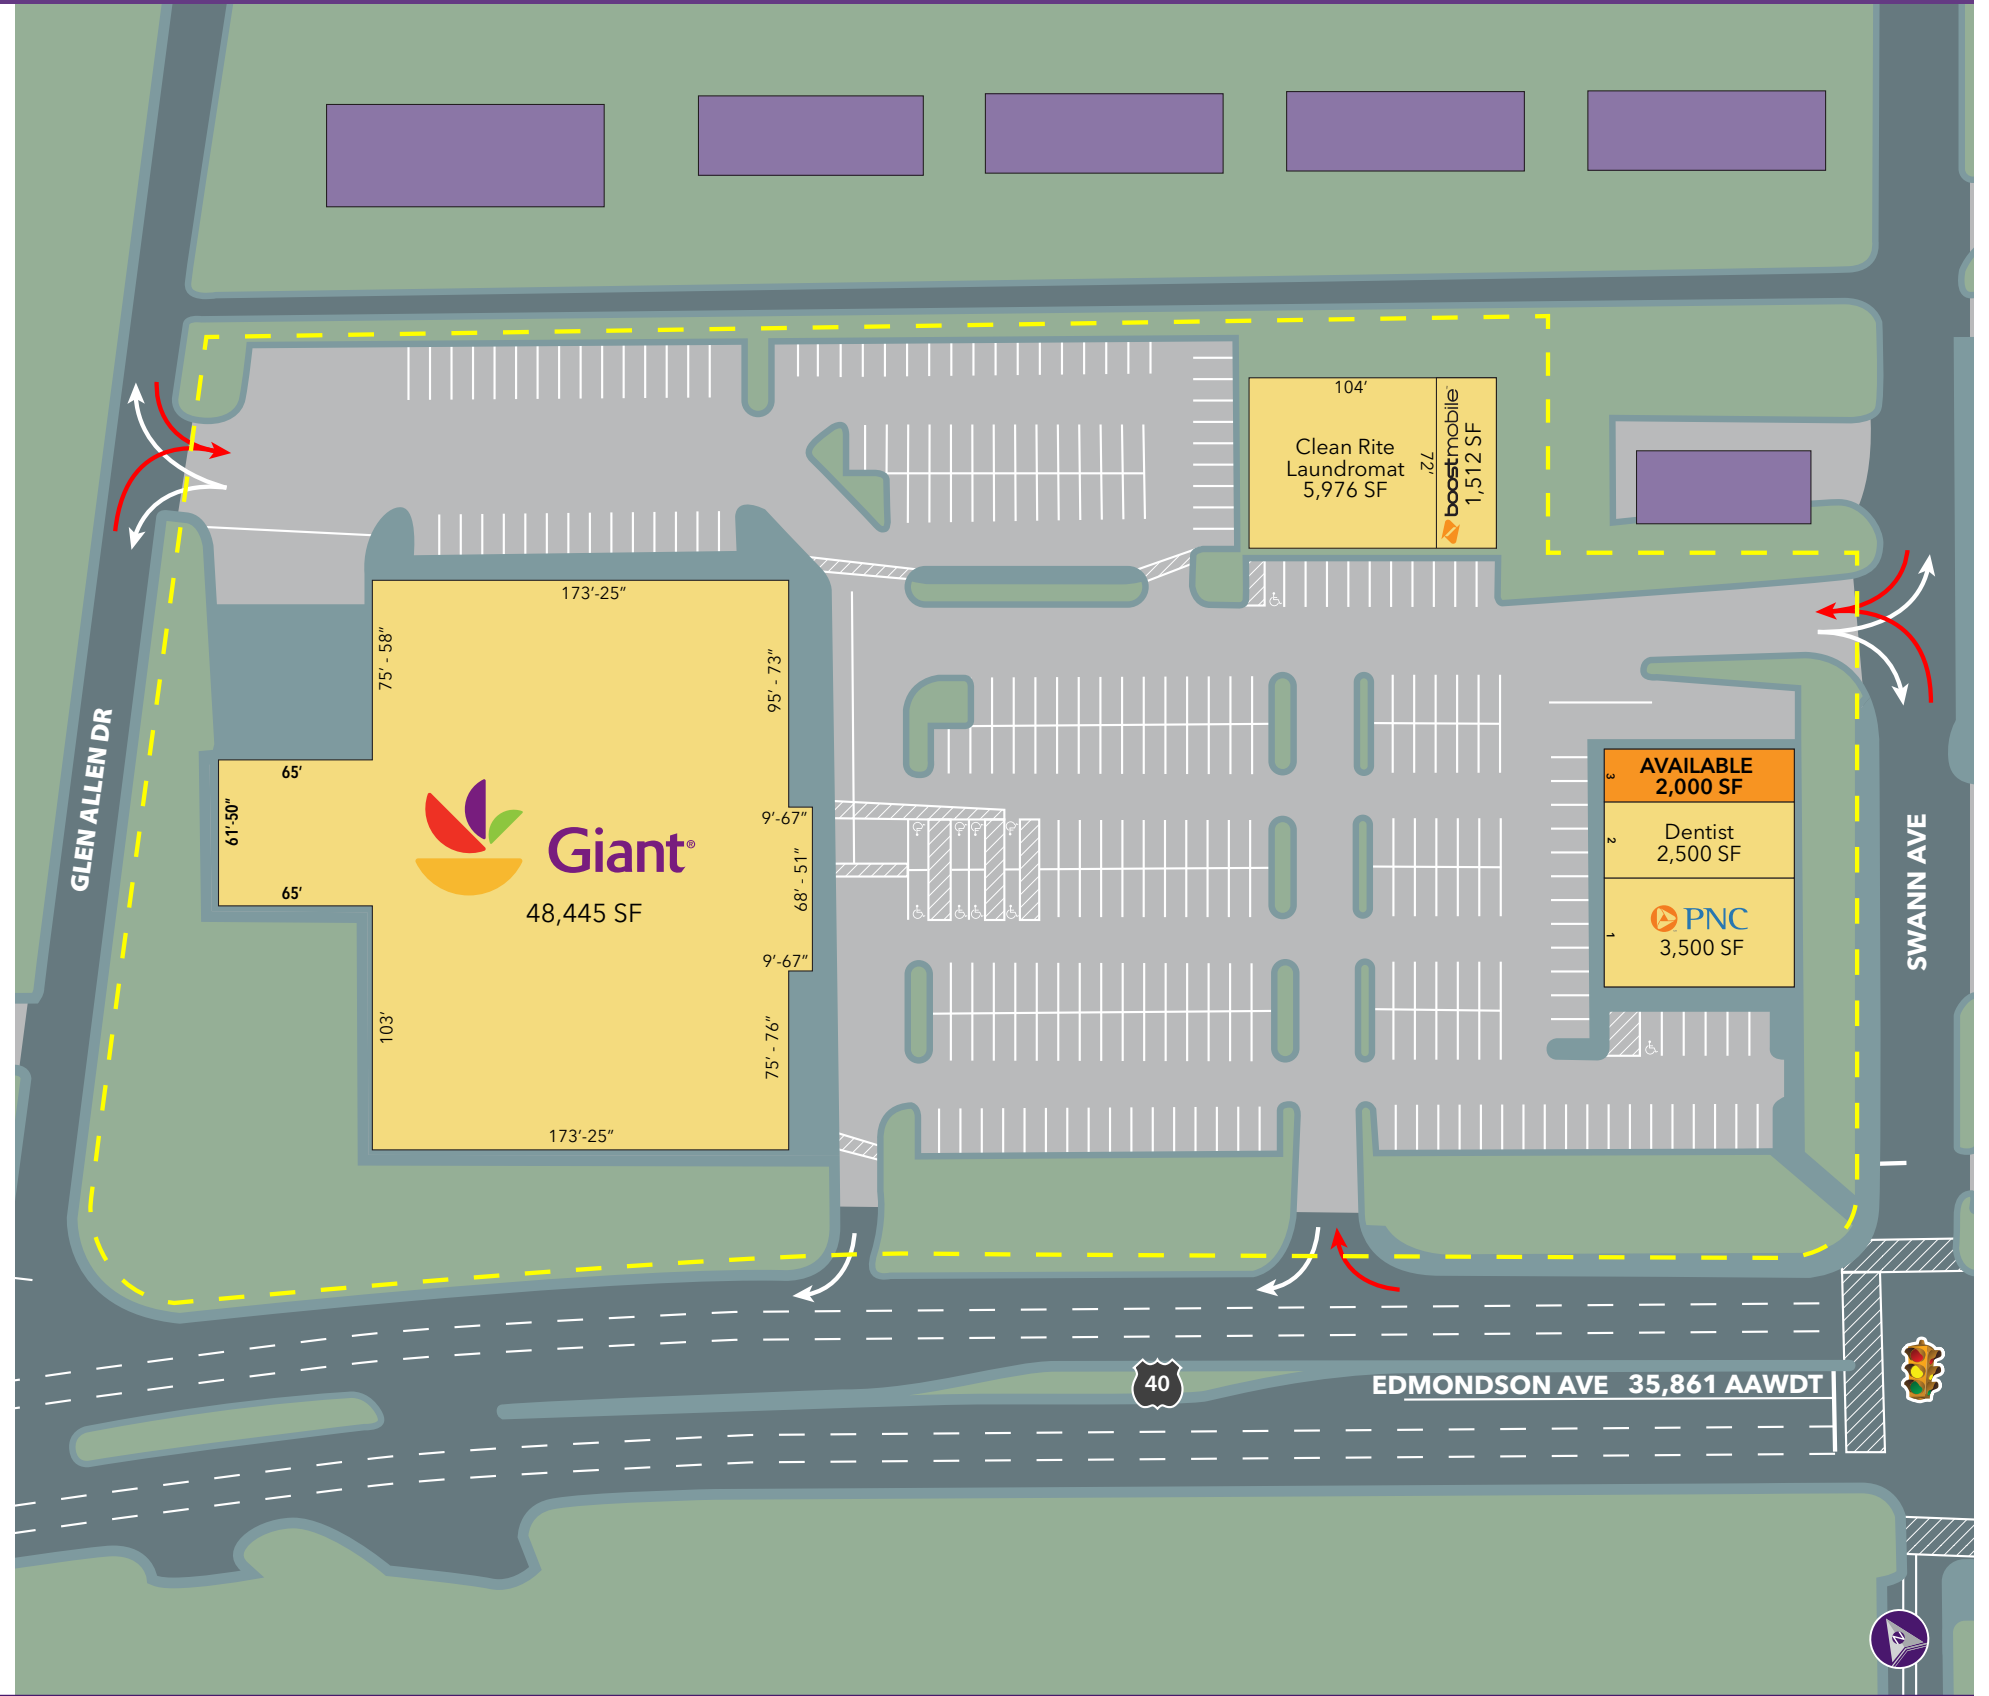 104’
Clean Rite
Laundromat
5,976 SF
72’
boostmobile
1,512 SF
173’-25”
75’ - 58”
95’ - 73”
65’
61’-50”
65’
Giant®
48,445 SF
9’-67”
68’ - 51”
9’-67”
103’
75’ - 76”
173’-25”
GLEN ALLEN DR
3
AVAILABLE
2,000 SF
2
Dentist
2,500 SF
1
PNC
3,500 SF
SWANN AVE
40
EDMONDSON AVE 35,861 AAWDT
N